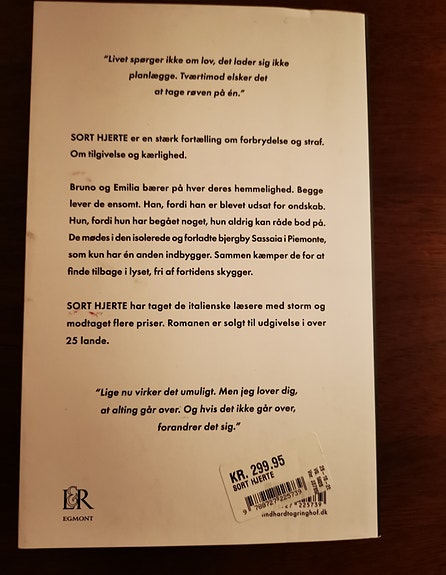 “Livet spørger ikke om lov, det lader sig ikke
planlægge. Tværtimod elsker det
at tage røven på én.”
SORT HJERTE er en stærk fortælling om forbrydelse og straf.
Om tilgivelse og kærlighed.
Bruno og Emilia bærer på hver deres hemmelighed. Begge
lever de ensomt. Han, fordi han er blevet udsat for ondskab.
Hun, fordi hun har begået noget, hun aldrig kan råde bod på.
De mødes i den isolerede og forladte bjergby Sassaia i Piemonte,
som kun har én anden indbygger. Sammen kæmper de for at
finde tilbage i lyset, fri af fortidens skygger.
SORT HJERTE har taget de italienske læsere med storm og
modtaget flere priser. Romanen er solgt til udgivelse i over
25 lande.
“Lige nu virker det umuligt. Men jeg lover dig,
at alting går over. Og hvis det ikke går over,
forandrer det sig.”
KR. 299.95
SORT HJERTE
9 788727 225739
225739
indhardtogringhof.dk
L&R
EGMONT